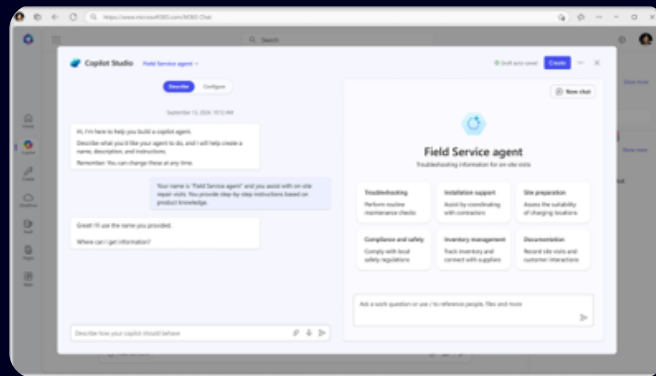 https://www.microsoft365.com/M365 Chat
Search
Copilot Studio
Field Service agent
Draft auto saved
Create
Describe
Configure
New chat
September 15, 2024, 10:12 AM
Hi, I'm here to help you build a copilot agent.
Describe what you'd like your agent to do, and I will help create a
name, description, and instructions.
Remember: You can change these at any time.
Your name is "Field Service agent" and you assist with on-site
repair visits. You provide step-by-step instructions based on
product knowledge.
Great! I'll use the name you provided.
Where can I get information?
Describe how your copilot should behave
Field Service agent
Troubleshooting information for on-site visits
Troubleshooting
Perform routine
maintenance checks
Installation support
Assist by coordinating
with contractors
Site preparation
Assess the suitability
of charging locations
Compliance and safety
Comply with local
safety regulations
Inventory management
Track inventory and
connect with suppliers
Documentation
Record site visits and
customer interactions
Ask a work question or use / to reference people, files and more